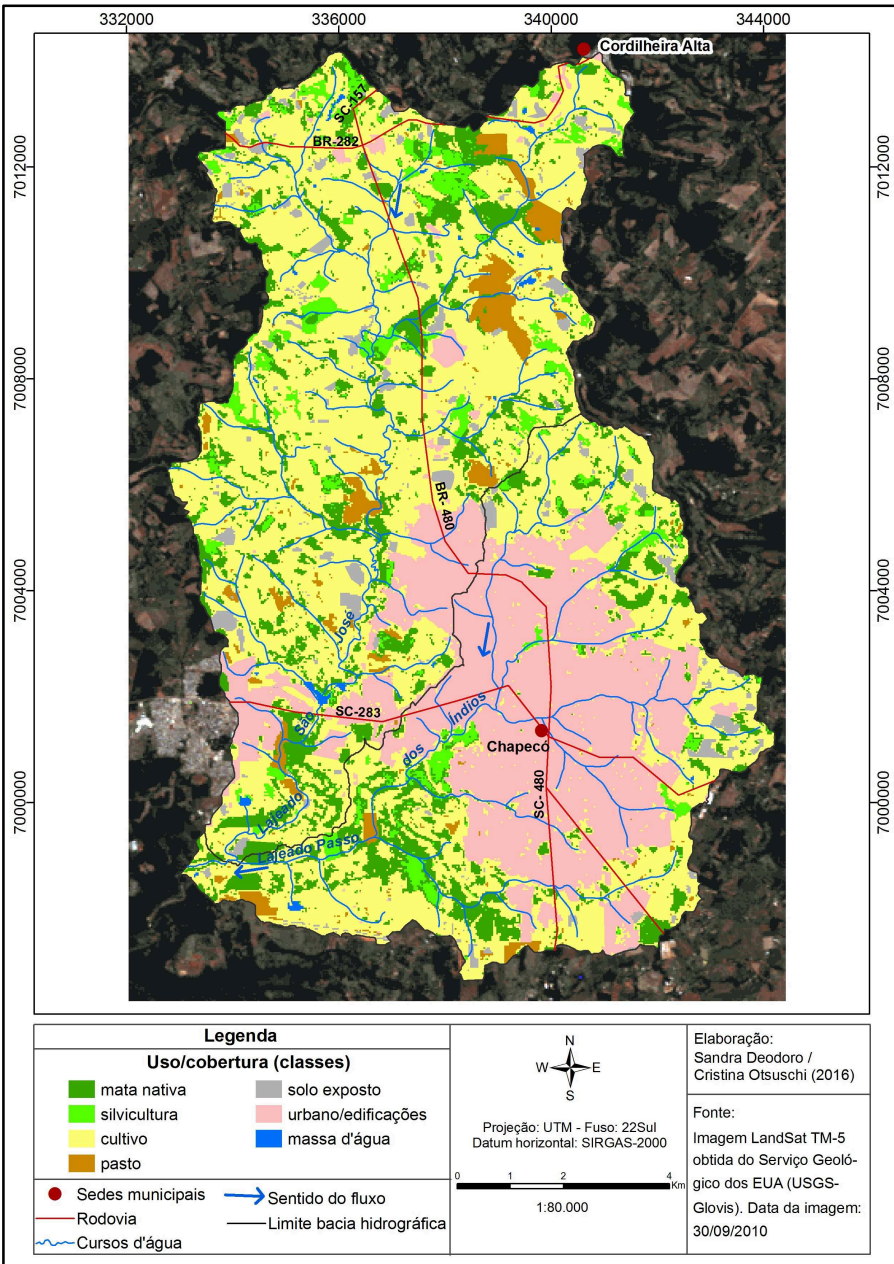 332000
336000
340000
344000
Cordilheira Alta
SC-157
BR-282
7012000
7012000
7008000
7008000
BR- 480
7004000
7004000
José
São
SC-283
Índios
dos
Chapecó
SC- 480
7000000
7000000
Lajeado
Lajeado Passo
Legenda
Uso/cobertura (classes)
mata nativa
silvicultura
cultivo
pasto
solo exposto
urbano/edificações
massa d'água
Sedes municipais
Rodovia
Cursos d'água
Sentido do fluxo
Limite bacia hidrográfica
N
W
E
S
Projeção: UTM - Fuso: 22Sul
Datum horizontal: SIRGAS-2000
0 1 2 4
Km
1:80.000
Elaboração:
Sandra Deodoro /
Cristina Otsuschi (2016)
Fonte:
Imagem LandSat TM-5
obtida do Serviço Geoló-
gico dos EUA (USGS-
Glovis). Data da imagem:
30/09/2010